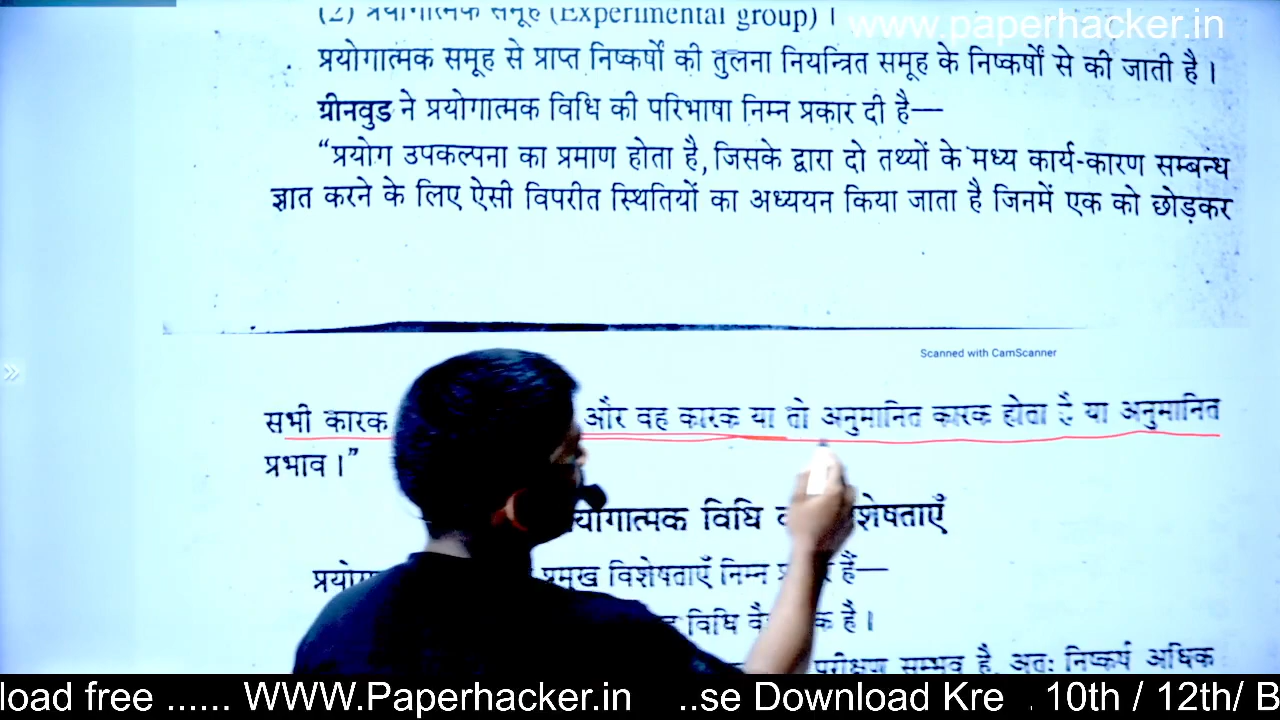 (2) प्रयोगात्मक समूह (Experimental group) ।
www.paperhacker.in
प्रयोगात्मक समूह से प्राप्त निष्कर्षों की तुलना नियन्त्रित समूह के निष्कर्षों से की जाती है ।
ग्रीनवुड ने प्रयोगात्मक विधि की परिभाषा निम्न प्रकार दी है—
“प्रयोग उपकल्पना का प्रमाण होता है, जिसके द्वारा दो तथ्यों के मध्य कार्य-कारण सम्बन्ध
ज्ञात करने के लिए ऐसी विपरीत स्थितियों का अध्ययन किया जाता है जिनमें एक को छोड़कर
Scanned with CamScanner
सभी कारक और वह कारक या तो अनुमानित कारक होता है या अनुमानित
प्रभाव ।”
योगात्मक विधि शेषताएँ
प्रमुख विशेषताएँ निम्न हैं—
विधि है ।
परीक्षण सम्भव है, अतः निष्कर्ष अधिक
load free ...... WWW.Paperhacker.in ..se Download Kre . 10th / 12th/ B